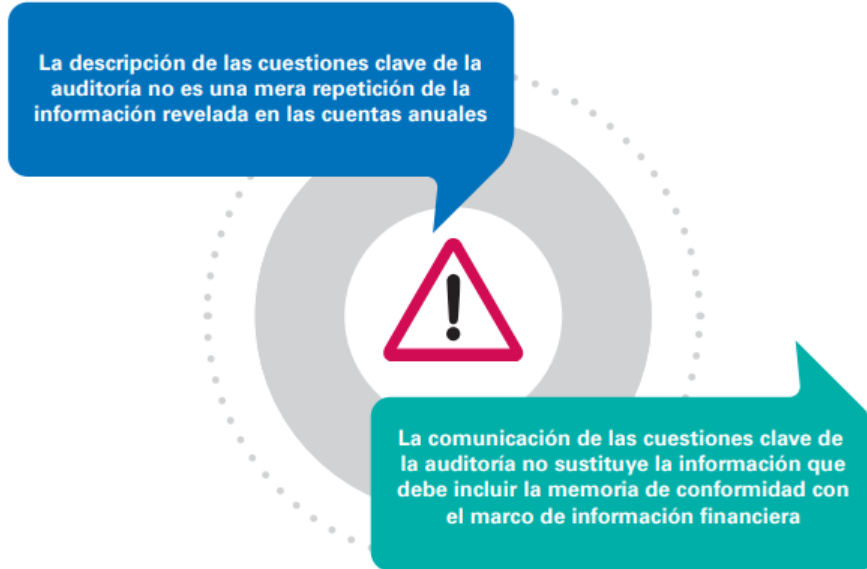 La descripción de las cuestiones clave de la
auditoría no es una mera repetición de la
información revelada en las cuentas anuales
La comunicación de las cuestiones clave de
la auditoría no sustituye la información que
debe incluir la memoria de conformidad con
el marco de información financiera